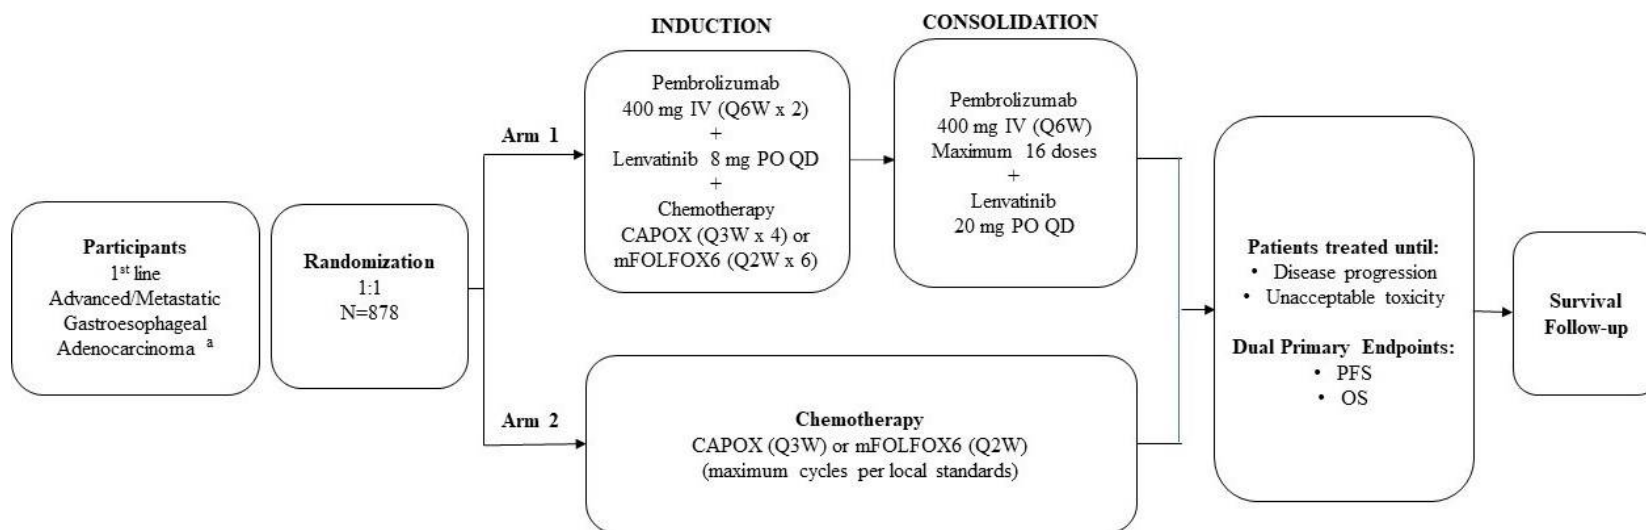 Participants
1st line
Advanced/Metastatic
Gastroesophageal
Adenocarcinoma a
Randomization
1:1
N=878
Arm 1
INDUCTION
Pembrolizumab
400 mg IV (Q6W x 2)
+
Lenvatinib 8 mg PO QD
+
Chemotherapy
CAPOX (Q3W x 4) or
mFOLFOX6 (Q2W x 6)
CONSOLIDATION
Pembrolizumab
400 mg IV (Q6W)
Maximum 16 doses
+
Lenvatinib
20 mg PO QD
Arm 2
Chemotherapy
CAPOX (Q3W) or mFOLFOX6 (Q2W)
(maximum cycles per local standards)
Patients treated until:
• Disease progression
• Unacceptable toxicity
Dual Primary Endpoints:
• PFS
• OS
Survival
Follow-up